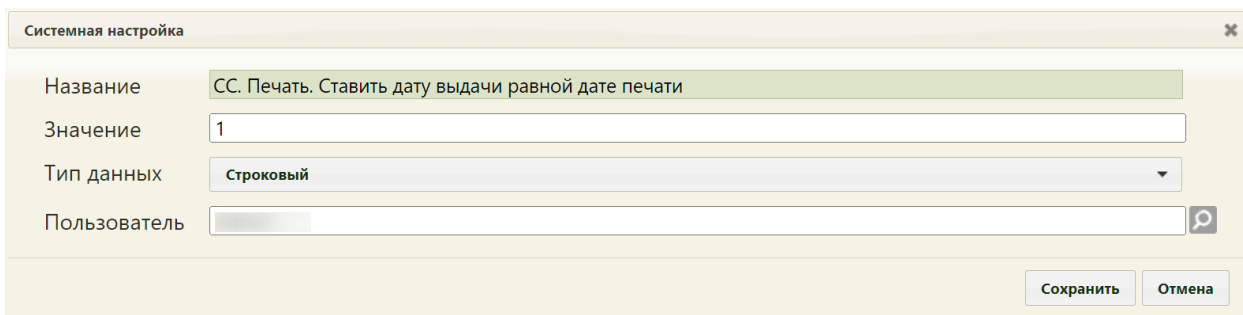 Системная настройка
Название СС. Печать. Ставить дату выдачи равной дате печати
Значение 1
Тип данных Строковый
Пользователь
Сохранить Отмена